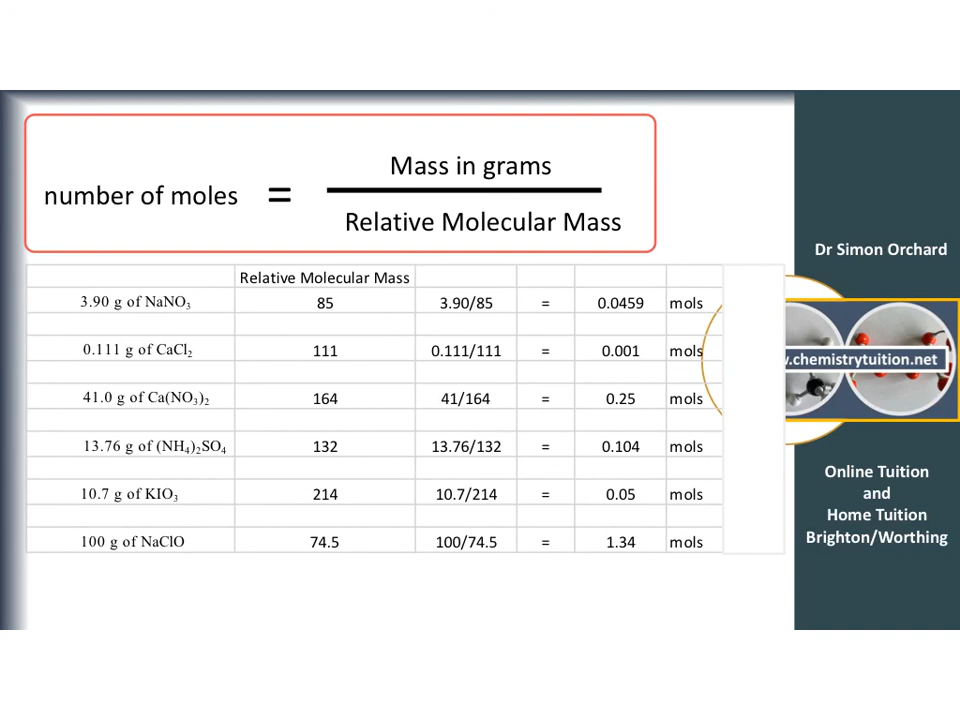 number of moles = Mass in grams
Relative Molecular Mass
Dr Simon Orchard
Relative Molecular Mass
3.90 g of NaNO₃ 85 3.90/85 = 0.0459 mols
0.111 g of CaCl₂ 111 0.111/111 = 0.001 mols
.chemistrytuition.net
41.0 g of Ca(NO₃)₂ 164 41/164 = 0.25 mols
13.76 g of (NH₄)₂SO₄ 132 13.76/132 = 0.104 mols
10.7 g of KIO₃ 214 10.7/214 = 0.05 mols
100 g of NaClO 74.5 100/74.5 = 1.34 mols
Online Tuition
and
Home Tuition
Brighton/Worthing